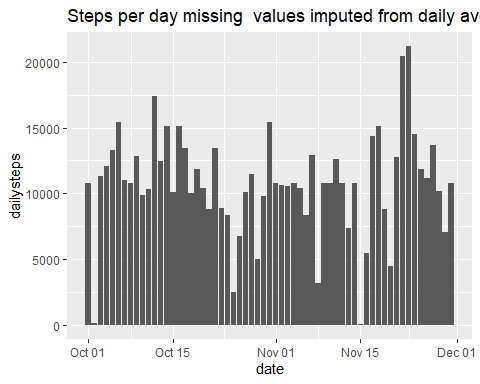 Steps per day missing  values imputed from daily ave
20000
15000
10000
5000
0
dailysteps
Oct 01
Oct 15
Nov 01
Nov 15
Dec 01
date